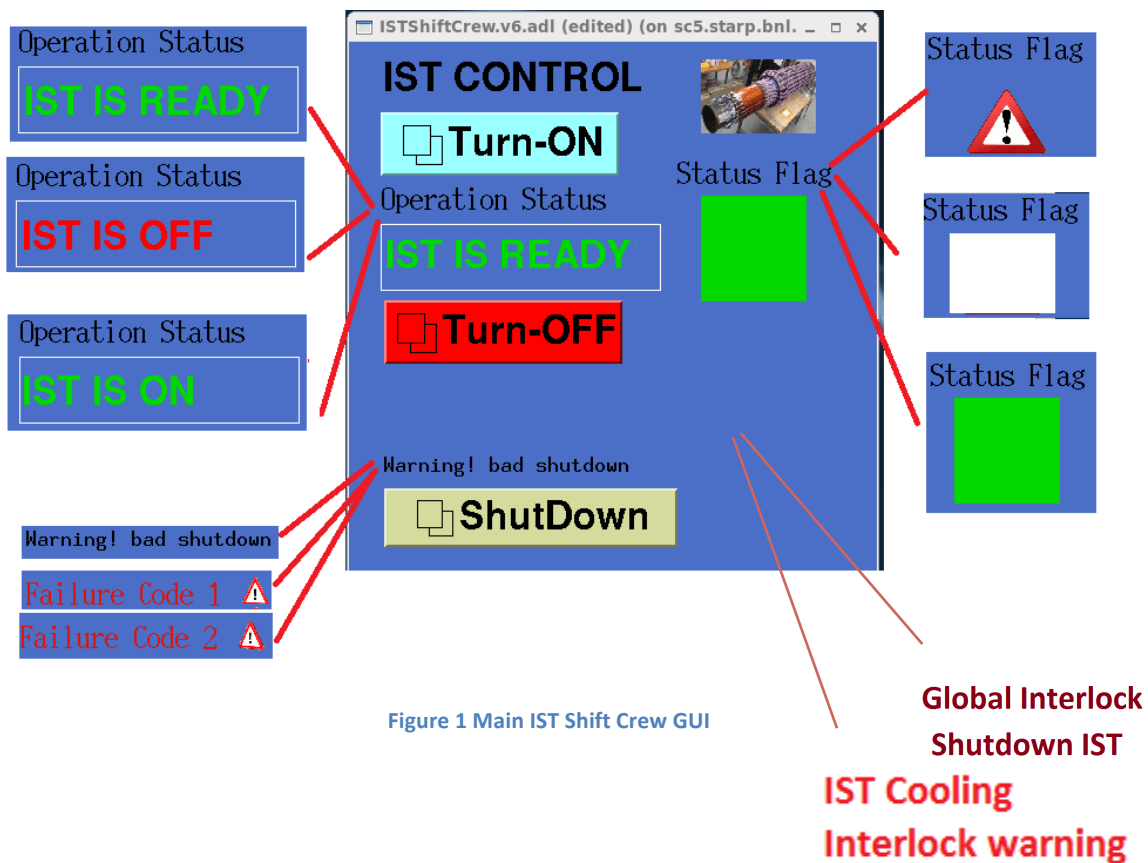 Operation Status
IST IS READY
Operation Status
IST IS OFF
Operation Status
IST IS ON
Warning! bad shutdown
Failure Code 1
Failure Code 2
ISTShiftCrew.v6.adl (edited) (on sc5.starp.bnl.
IST CONTROL
Turn-ON
Operation Status
IST IS READY
Turn-OFF
Status Flag
Warning! bad shutdown
ShutDown
Status Flag
Status Flag
Status Flag
Figure 1 Main IST Shift Crew GUI
Global Interlock
Shutdown IST
IST Cooling
Interlock warning